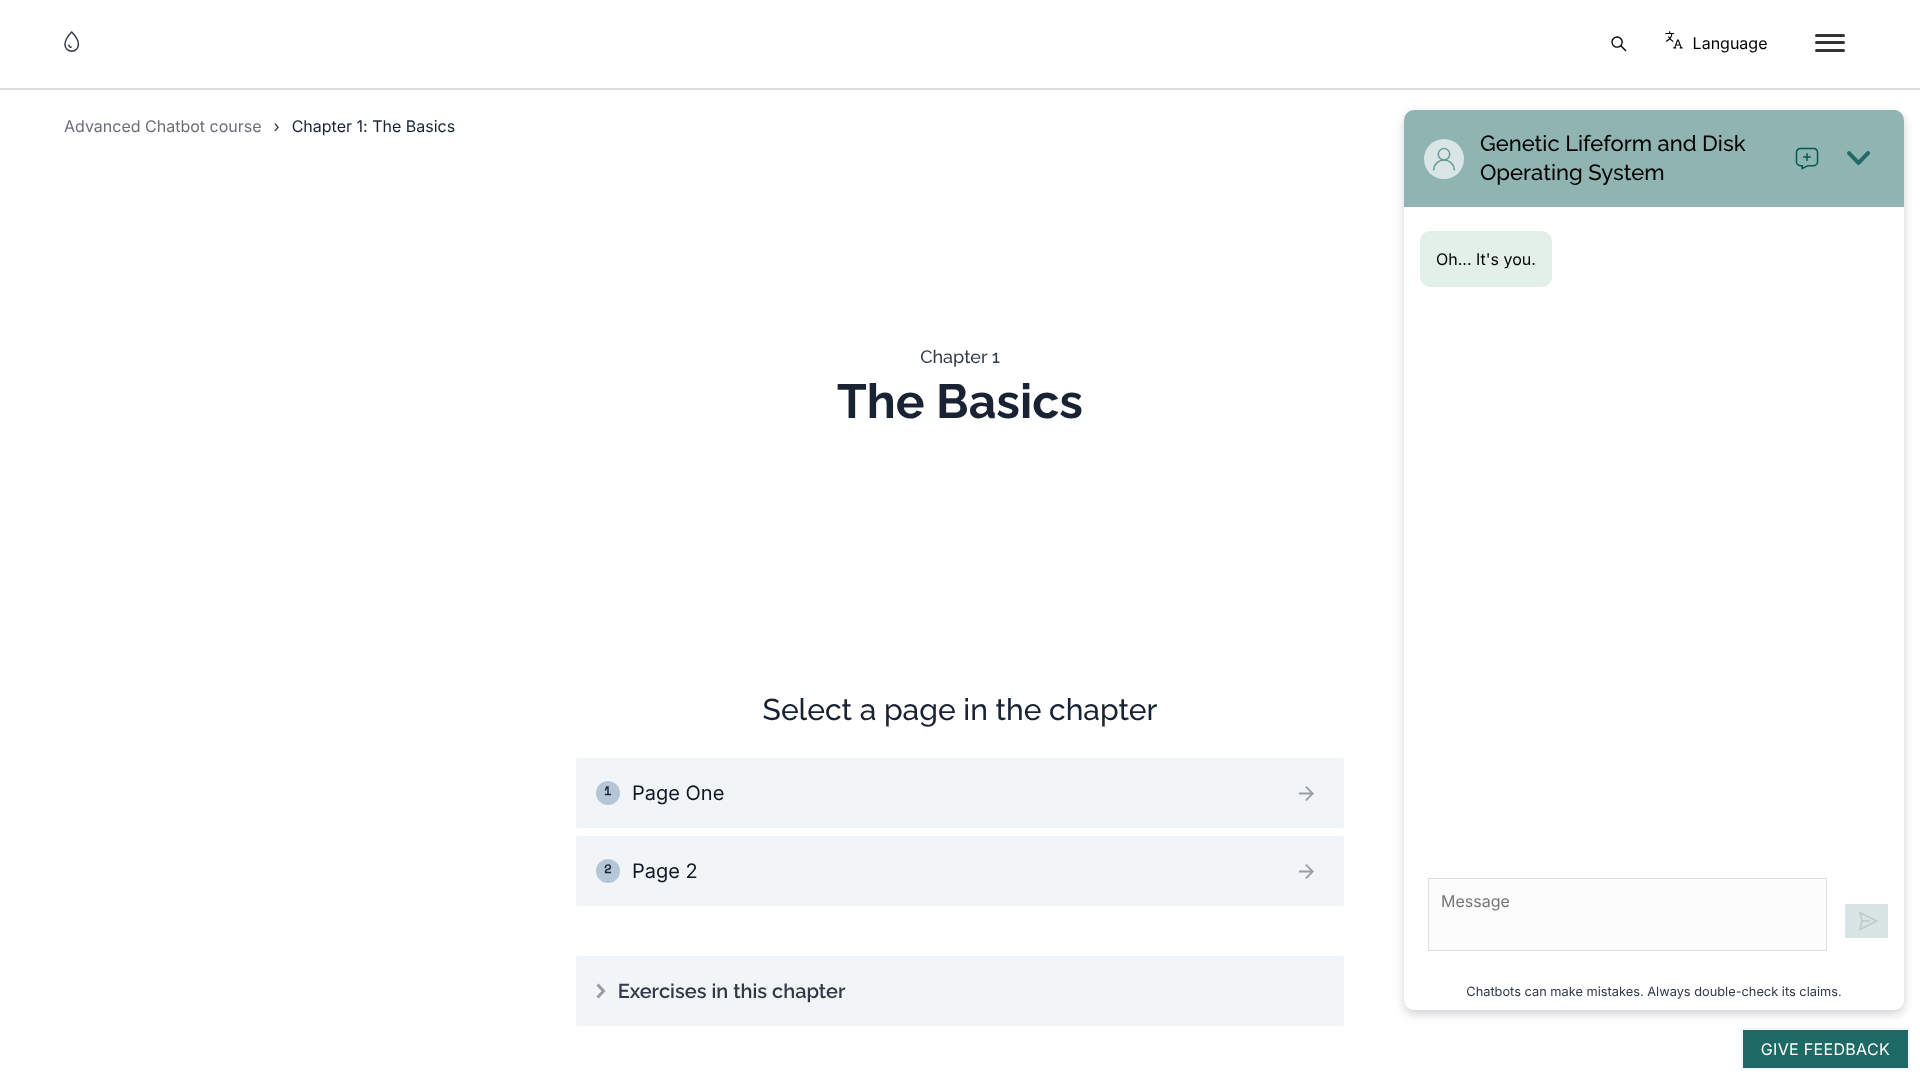 Language
Advanced Chatbot course › Chapter 1: The Basics
Genetic Lifeform and Disk
Operating System
Oh... It's you.
Chapter 1
The Basics
Select a page in the chapter
1 Page One
2 Page 2
Exercises in this chapter
Message
Chatbots can make mistakes. Always double-check its claims.
GIVE FEEDBACK